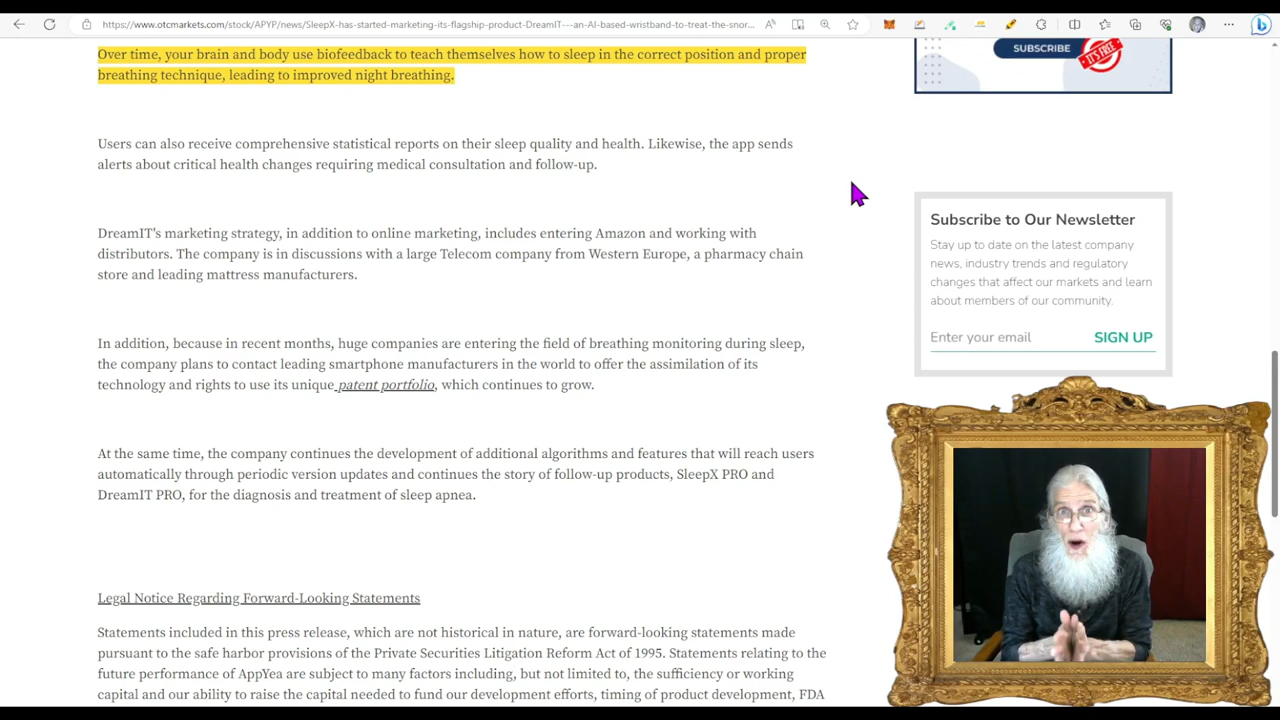 https://www.otcmarkets.com/stock/APYP/news/SleepX-has-started-marketing-its-flagship-product-DreamIT---an-AI-based-wristband-to-treat-the-snor...
Over time, your brain and body use biofeedback to teach themselves how to sleep in the correct position and proper
breathing technique, leading to improved night breathing.
SUBSCRIBE
IT'S FREE
Users can also receive comprehensive statistical reports on their sleep quality and health. Likewise, the app sends
alerts about critical health changes requiring medical consultation and follow-up.
DreamIT's marketing strategy, in addition to online marketing, includes entering Amazon and working with
distributors. The company is in discussions with a large Telecom company from Western Europe, a pharmacy chain
store and leading mattress manufacturers.
In addition, because in recent months, huge companies are entering the field of breathing monitoring during sleep,
the company plans to contact leading smartphone manufacturers in the world to offer the assimilation of its
technology and rights to use its unique patent portfolio, which continues to grow.
At the same time, the company continues the development of additional algorithms and features that will reach users
automatically through periodic version updates and continues the story of follow-up products, SleepX PRO and
DreamIT PRO, for the diagnosis and treatment of sleep apnea.
Legal Notice Regarding Forward-Looking Statements
Statements included in this press release, which are not historical in nature, are forward-looking statements made
pursuant to the safe harbor provisions of the Private Securities Litigation Reform Act of 1995. Statements relating to the
future performance of AppYea are subject to many factors including, but not limited to, the sufficiency or working
capital and our ability to raise the capital needed to fund our development efforts, timing of product development, FDA
Subscribe to Our Newsletter
Stay up to date on the latest company
news, industry trends and regulatory
changes that affect our markets and learn
about members of our community.
Enter your email
SIGN UP